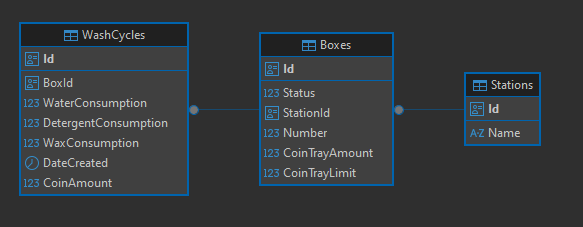 WashCycles
Id
BoxId
123 WaterConsumption
123 DetergentConsumption
123 WaxConsumption
DateCreated
123 CoinAmount
Boxes
Id
123 Status
StationId
123 Number
123 CoinTrayAmount
123 CoinTrayLimit
Stations
Id
A-Z Name